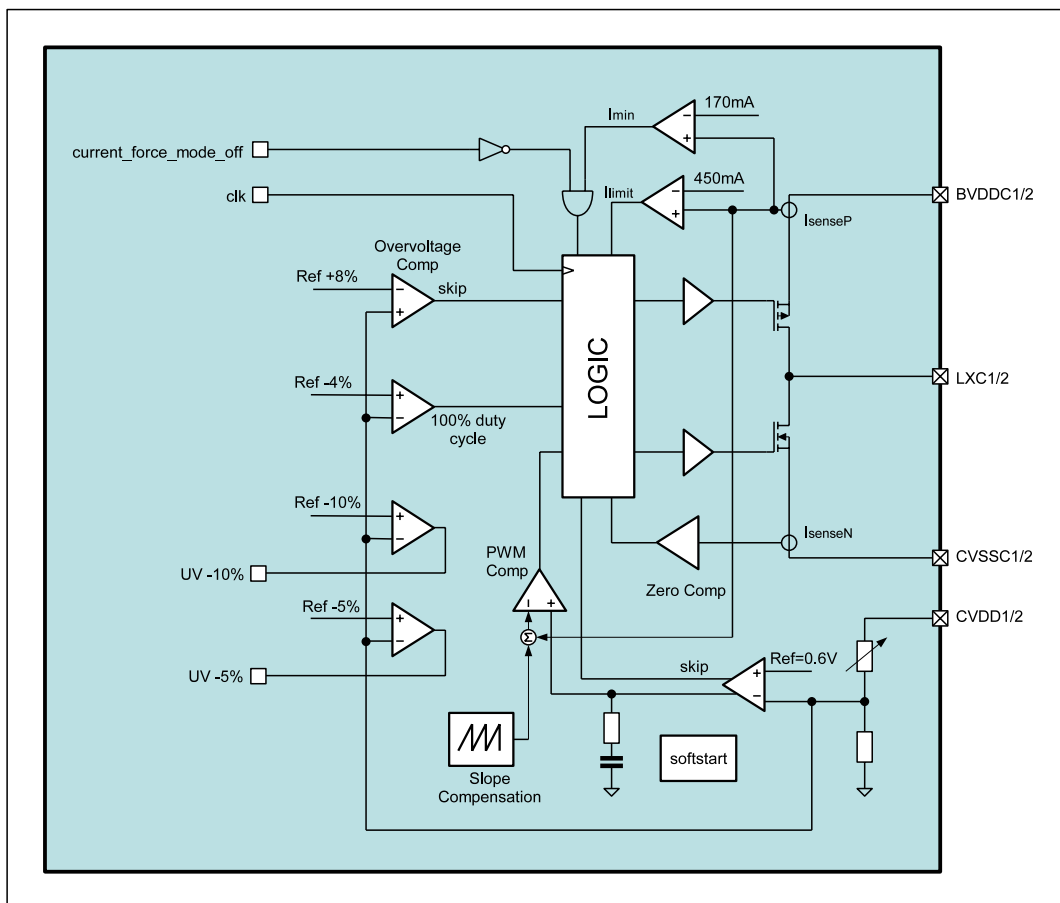 170mA
Imin
current_force_mode_off
450mA
clk
Ilimit
BVDDC1/2
IsenseP
Overvoltage
Comp
Ref +8%
skip
−
+
LOGIC
LXC1/2
Ref -4%
100% duty
cycle
Ref -10%
IsenseN
PWM
Comp
CVSSC1/2
UV -10%
Zero Comp
Ref -5%
CVDD1/2
Σ
Ref=0.6V
skip
UV -5%
softstart
Slope
Compensation